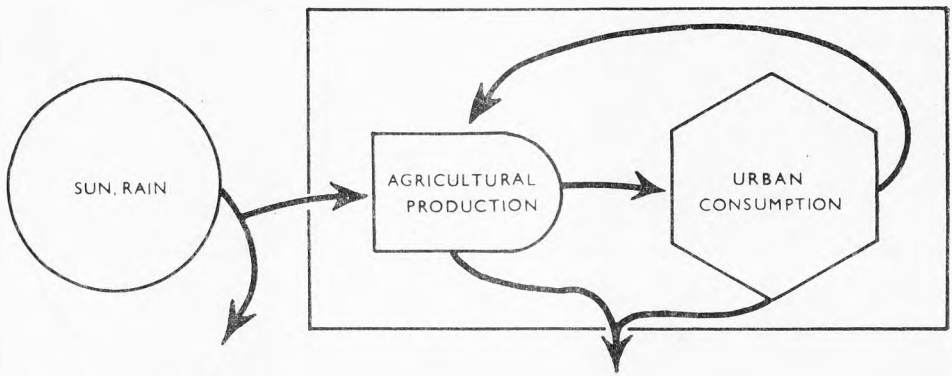 SUN, RAIN
AGRICULTURAL
PRODUCTION
URBAN
CONSUMPTION